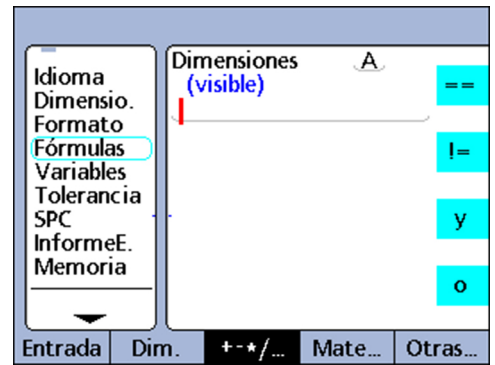 Idioma
Dimensio.
Formato
Fórmulas
Variables
Tolerancia
SPC
InformeE.
Memoria
Dimensiones A
(visible)
==
!=
y
o
Entrada Dim. +-*/... Mate... Otras...